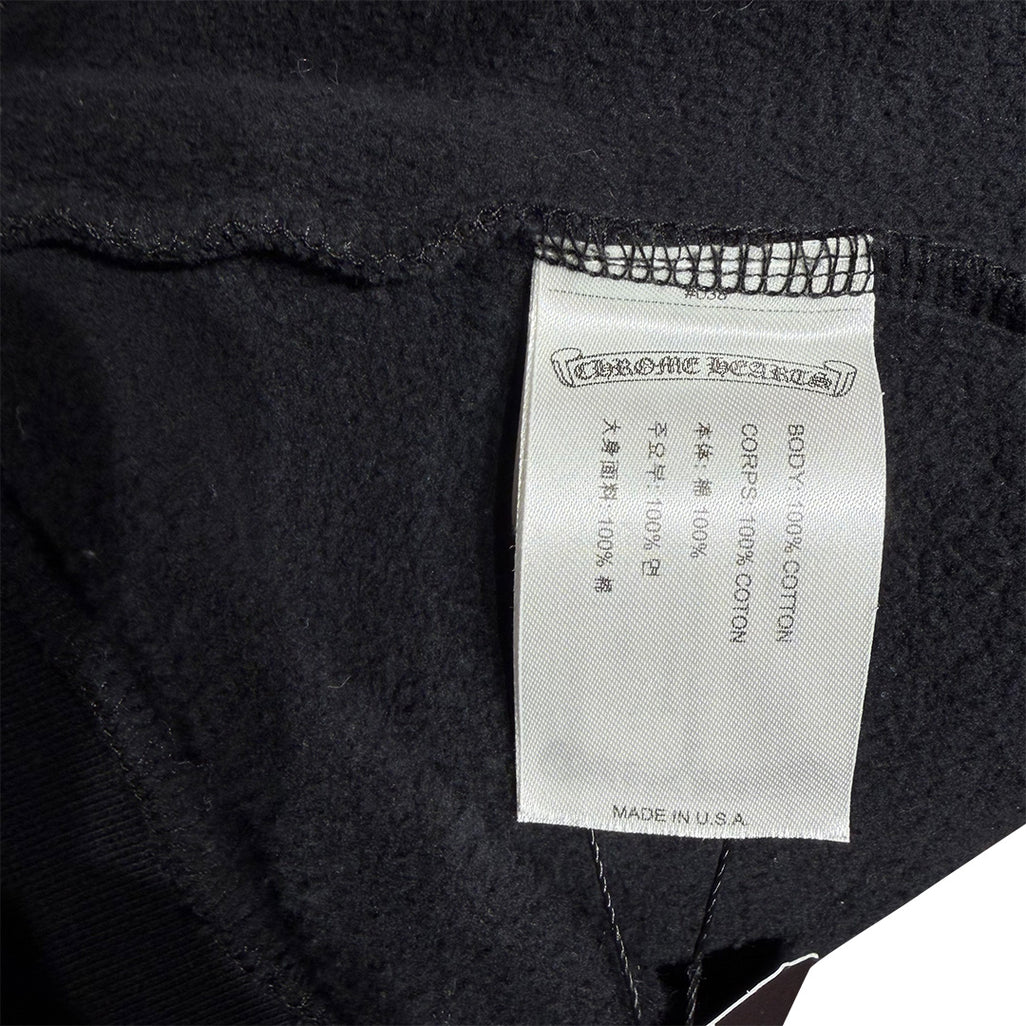 #038
CHROME HEARTS
BODY: 100% COTTON
CORPS: 100% COTON
本体: 綿 100%
주요부: 100% 면
大身面料: 100% 棉
MADE IN U.S.A.